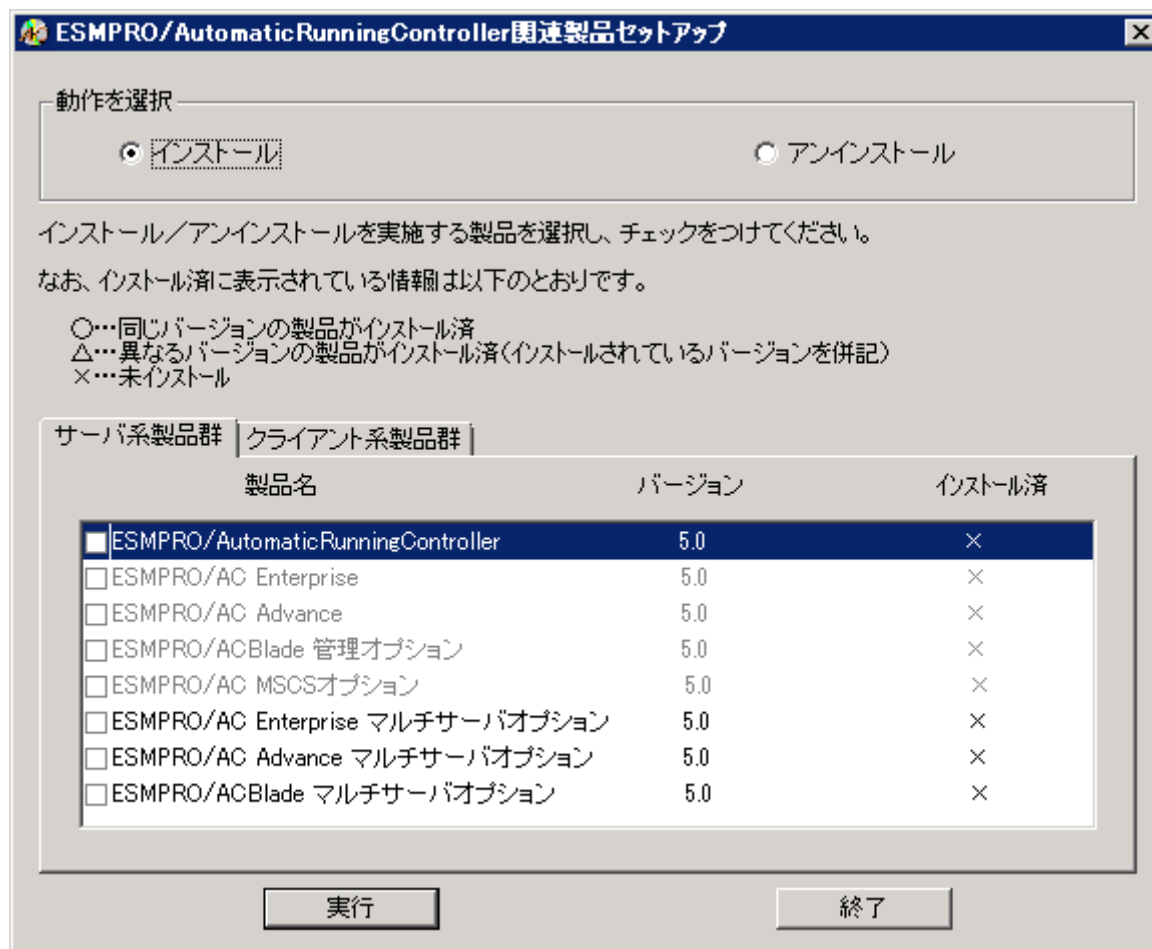 ESMPRO/AutomaticRunningController関連製品セットアップ
動作を選択
インストール アンインストール
インストール／アンインストールを実施する製品を選択し、チェックをつけてください。
なお、インストール済に表示されている情報は以下のとおりです。
○…同じバージョンの製品がインストール済
△…異なるバージョンの製品がインストール済(インストールされているバージョンを併記)
×…未インストール
サーバ系製品群 クライアント系製品群
製品名 バージョン インストール済
ESMPRO/AutomaticRunningController 5.0 ×
ESMPRO/AC Enterprise 5.0 ×
ESMPRO/AC Advance 5.0 ×
ESMPRO/ACBlade 管理オプション 5.0 ×
ESMPRO/AC MSCSオプション 5.0 ×
ESMPRO/AC Enterprise マルチサーバオプション 5.0 ×
ESMPRO/AC Advance マルチサーバオプション 5.0 ×
ESMPRO/ACBlade マルチサーバオプション 5.0 ×
実行 終了